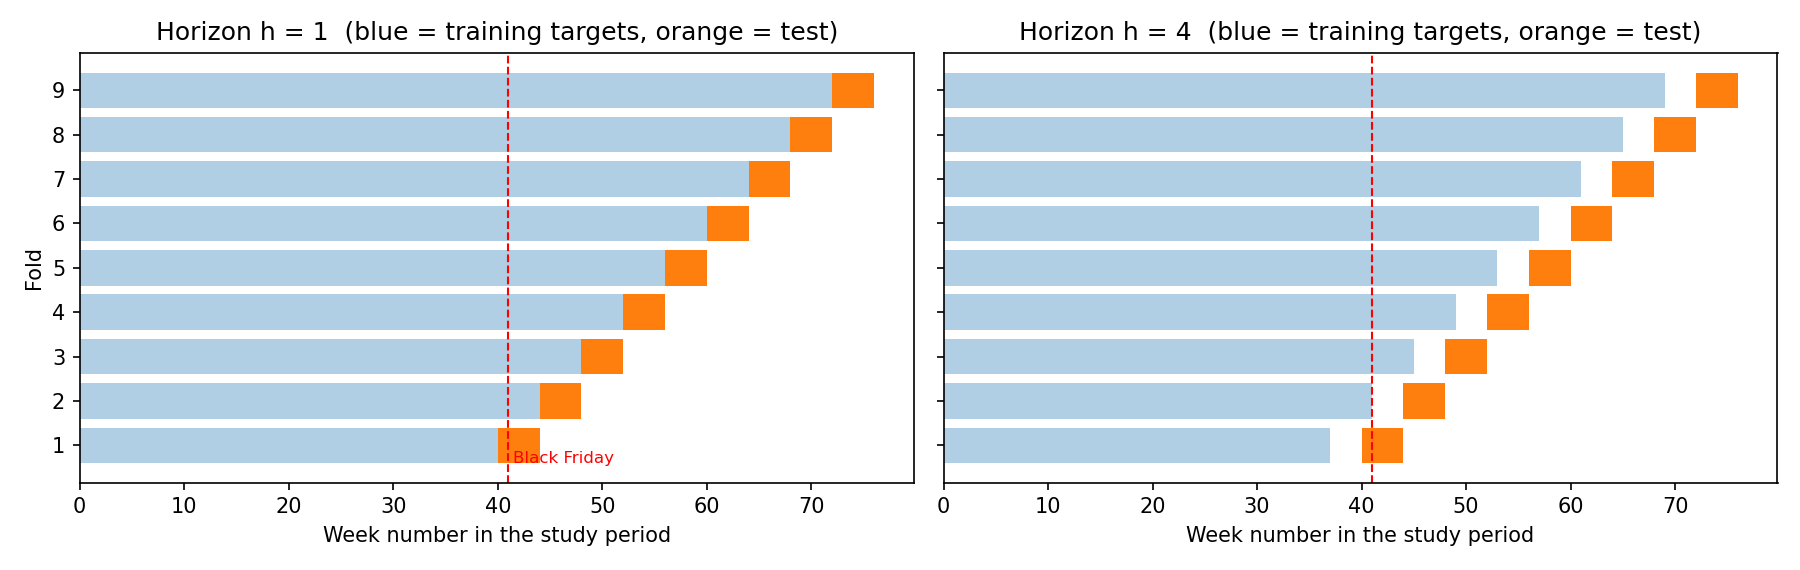 Horizon h = 1  (blue = training targets, orange = test)
Fold
9
8
7
6
5
4
3
2
1
Black Friday
0 10 20 30 40 50 60 70
Week number in the study period
Horizon h = 4  (blue = training targets, orange = test)
0 10 20 30 40 50 60 70
Week number in the study period